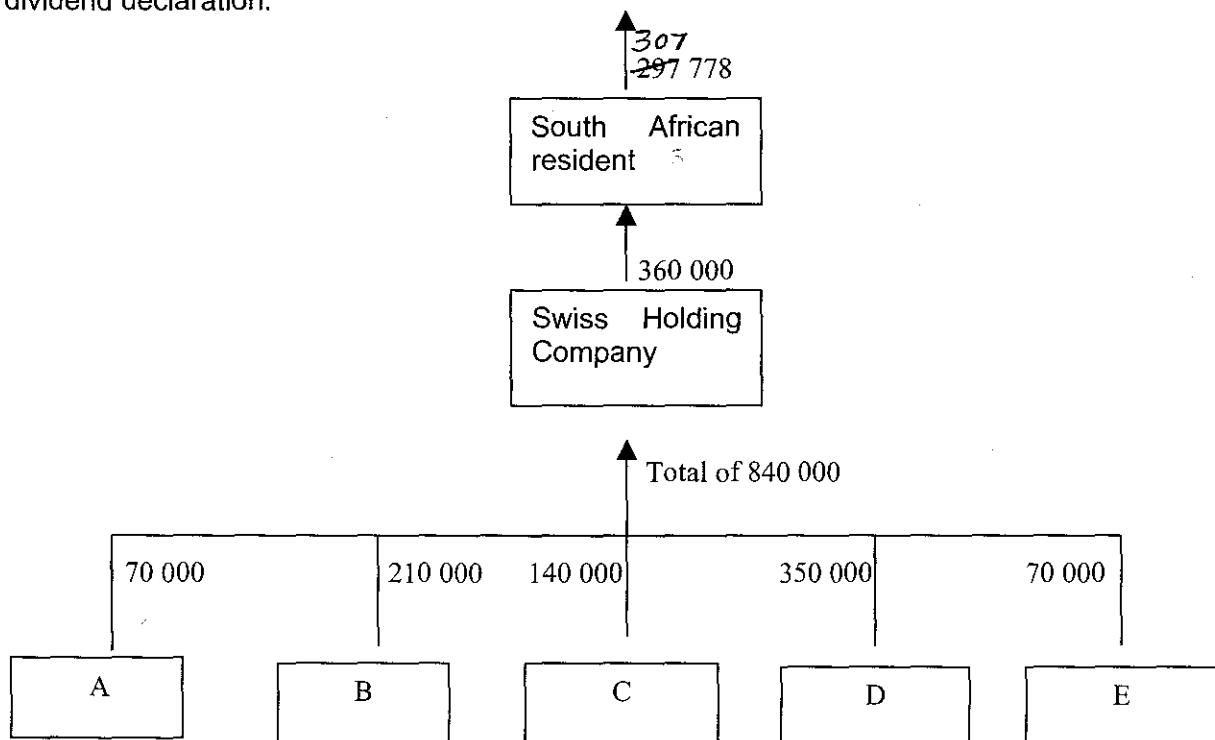 dividend declaration.
307
297 778
South African
resident
360 000
Swiss Holding
Company
Total of 840 000
70 000 210 000 140 000 350 000 70 000
A B C D E